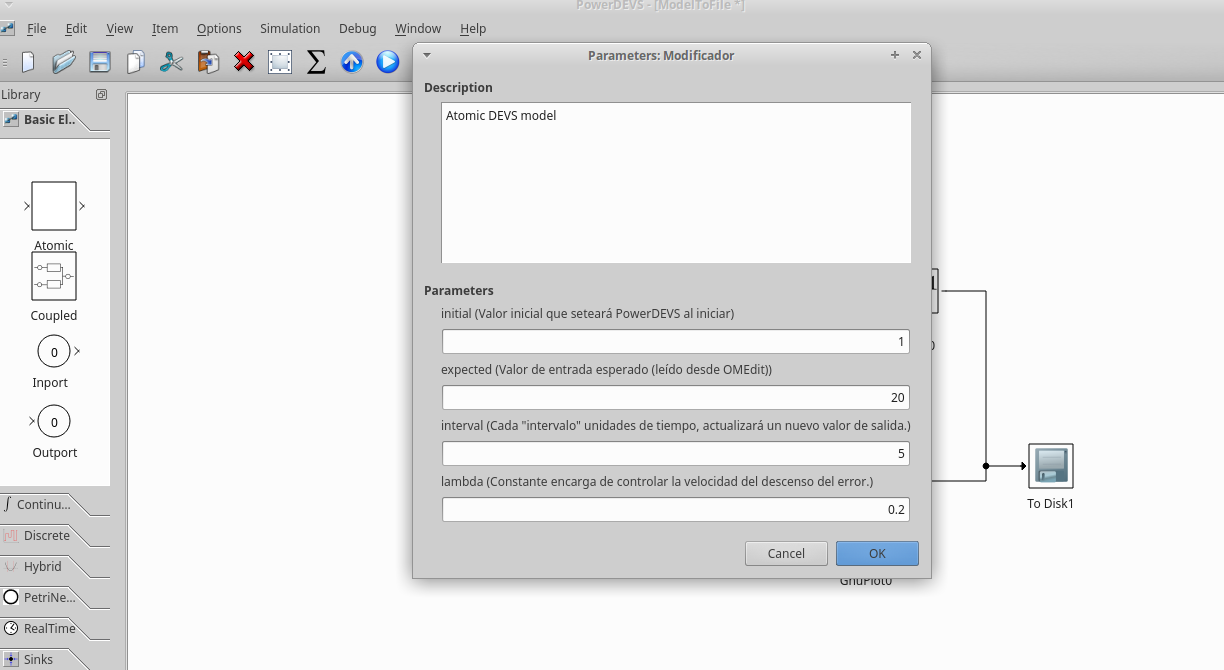 PowerDEVS - [ModelToFile *]
File Edit View Item Options Simulation Debug Window Help
Library
Basic El..
0
0
Atomic
Coupled
Inport
Outport
Continu...
Discrete
Hybrid
PetriNe...
RealTime
Sinks
Parameters: Modificador
Description
Atomic DEVS model
Parameters
initial (Valor inicial que seteará PowerDEVS al iniciar)
1
expected (Valor de entrada esperado (leído desde OMEdit))
20
interval (Cada "intervalo" unidades de tiempo, actualizará un nuevo valor de salida.)
5
lambda (Constante encarga de controlar la velocidad del descenso del error.)
0.2
Cancel OK
To Disk1
GnuPlot0